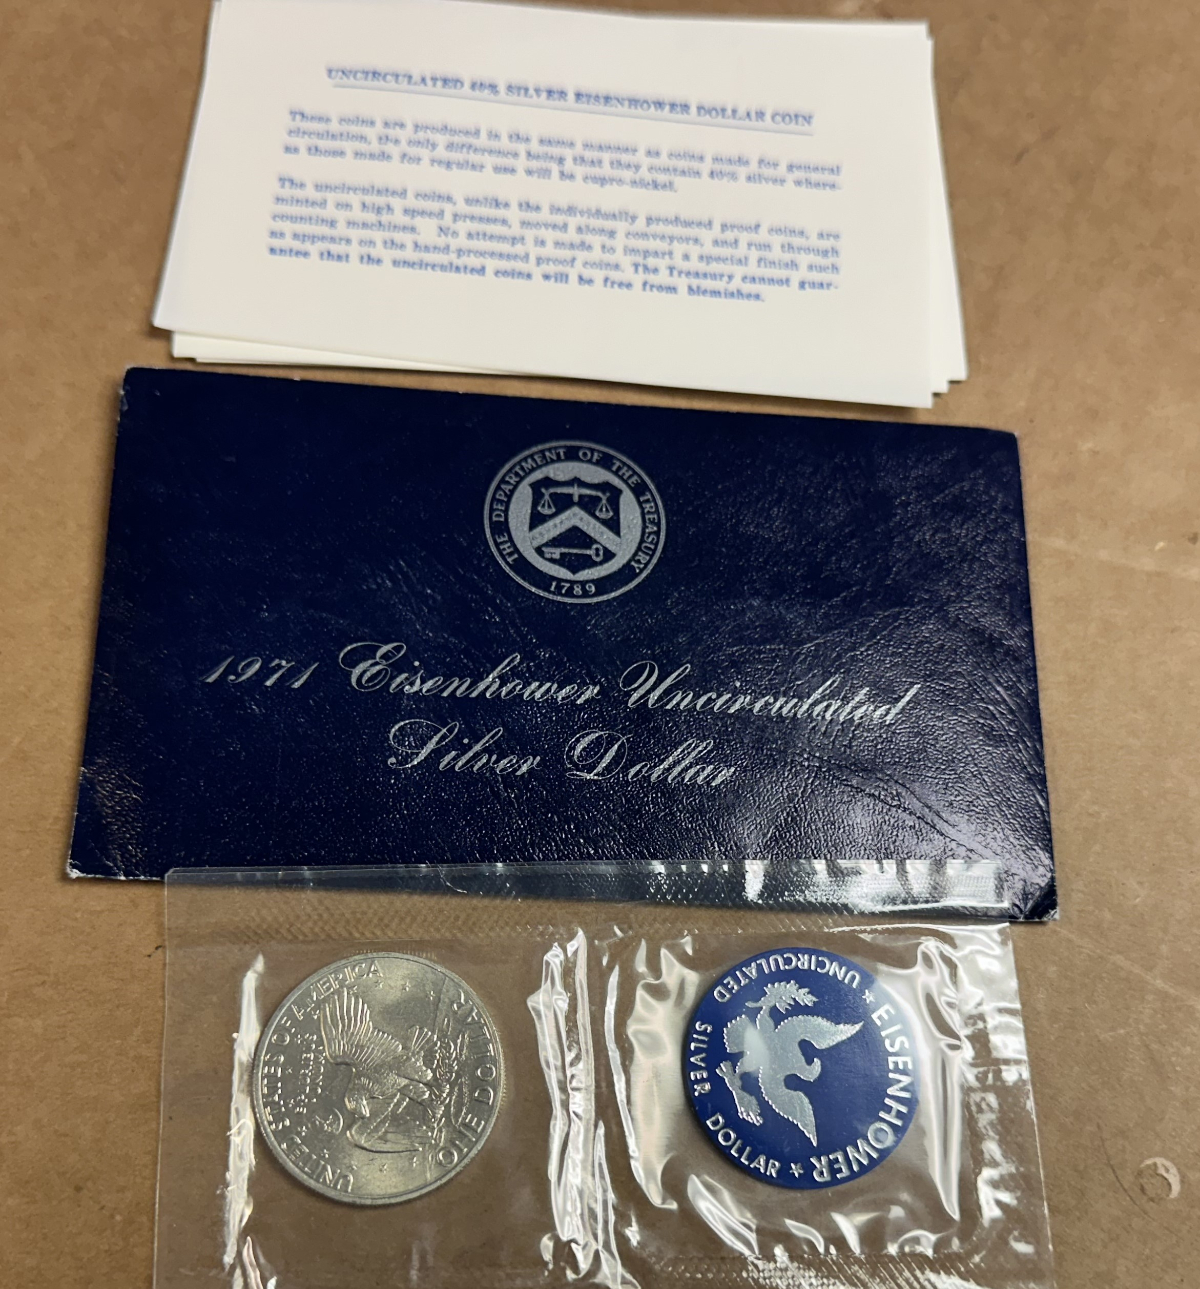 UNCIRCULATED 40% SILVER EISENHOWER DOLLAR COIN
These coins are produced in the same manner as coins made for general
circulation, the only difference being that they contain 40% silver where-
as those made for regular use will be cupro-nickel.
The uncirculated coins, unlike the individually produced proof coins, are
minted on high speed presses, moved along conveyors, and run through
counting machines. No attempt is made to impart a special finish such
as appears on the hand-processed proof coins. The Treasury cannot guar-
antee that the uncirculated coins will be free from blemishes.
THE DEPARTMENT OF THE TREASURY
1789
1971 Eisenhower Uncirculated
Silver Dollar
UNITED STATES OF AMERICA
E PLURIBUS
UNUM
ONE DOLLAR
EISENHOWER
UNCIRCULATED
SILVER DOLLAR